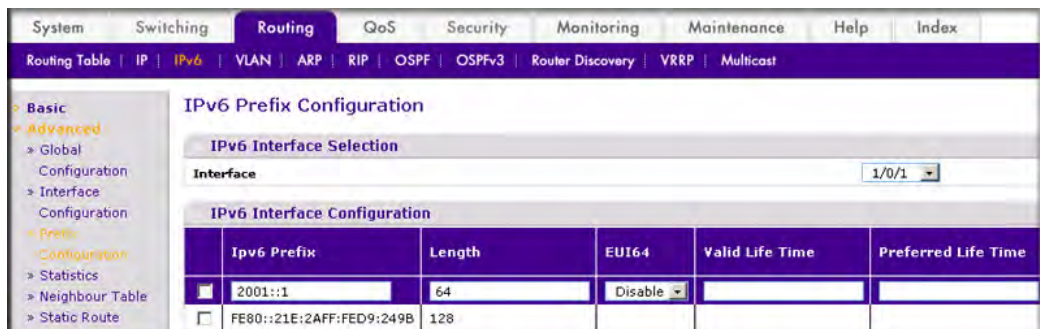 System Switching Routing QoS Security Monitoring Maintenance Help Index
Routing Table | IP | IPv6 | VLAN | ARP | RIP | OSPF | OSPFv3 | Router Discovery | VRRP | Multicast
Basic
Advanced
» Global
Configuration
» Interface
Configuration
» Prefix
Configuration
» Statistics
» Neighbour Table
» Static Route
IPv6 Prefix Configuration
IPv6 Interface Selection
Interface 1/0/1
IPv6 Interface Configuration
Ipv6 Prefix Length EUI64 Valid Life Time Preferred Life Time
2001::1 64 Disable
FE80::21E:2AFF:FED9:249B 128